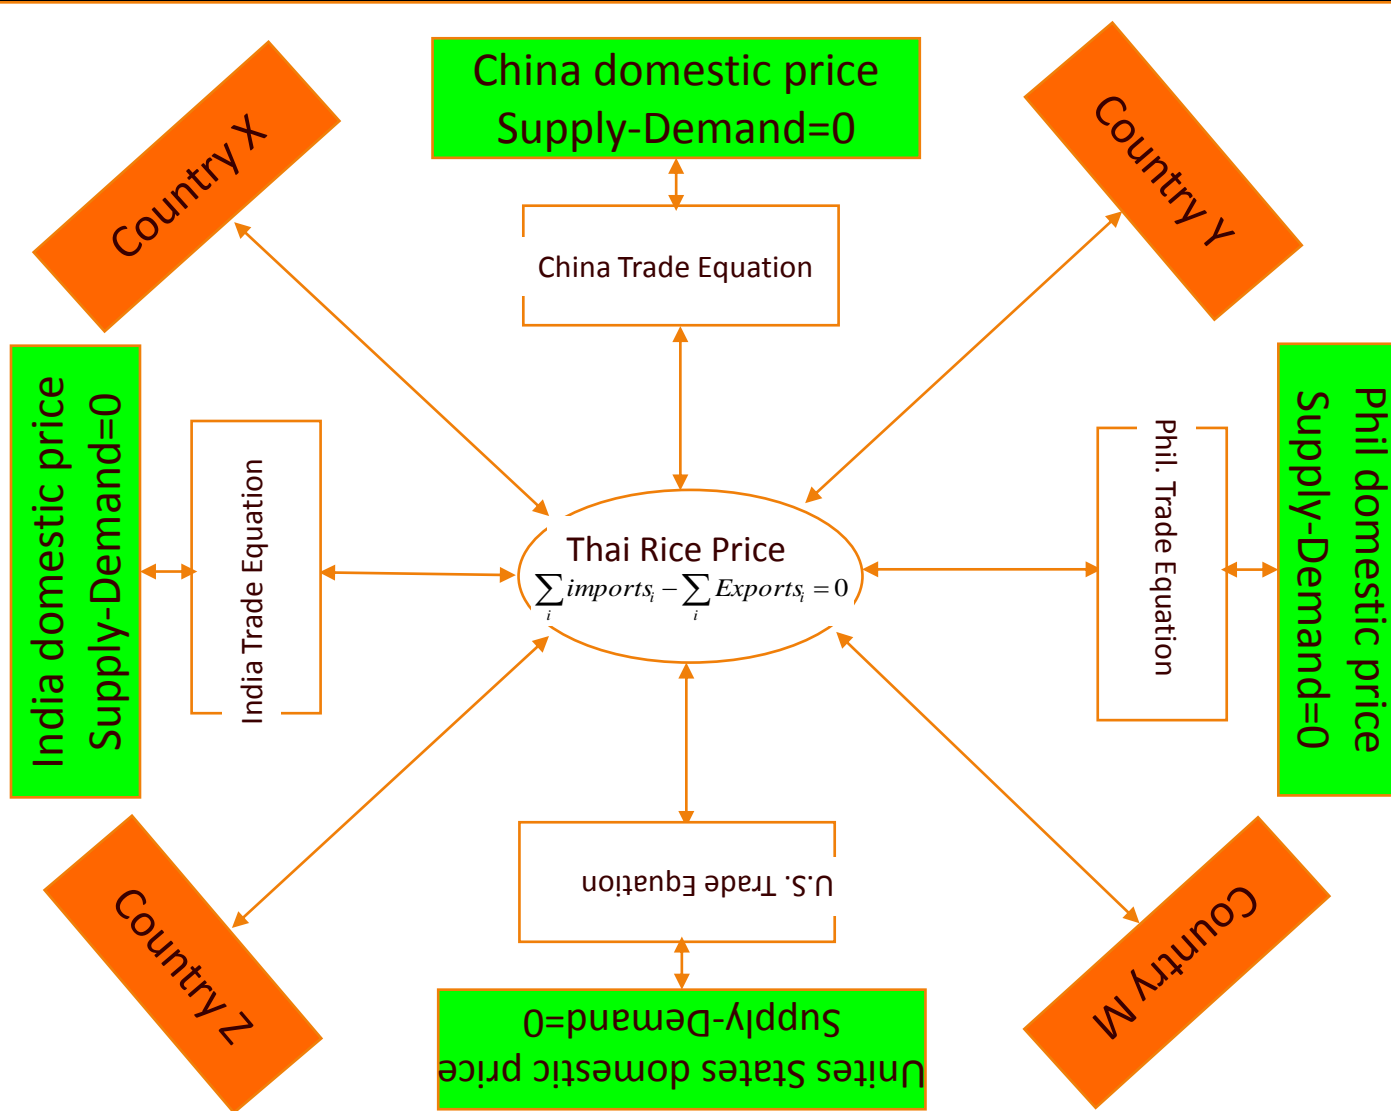 China domestic price
Supply-Demand=0
Country X
Country Y
China Trade Equation
India domestic price
Supply-Demand=0
India Trade Equation
Thai Rice Price
∑_i imports_i − ∑_i Exports_i = 0
Phil. Trade Equation
Phil domestic price
Supply-Demand=0
U.S. Trade Equation
Country Z
Country M
Unites States domestic price
Supply-Demand=0